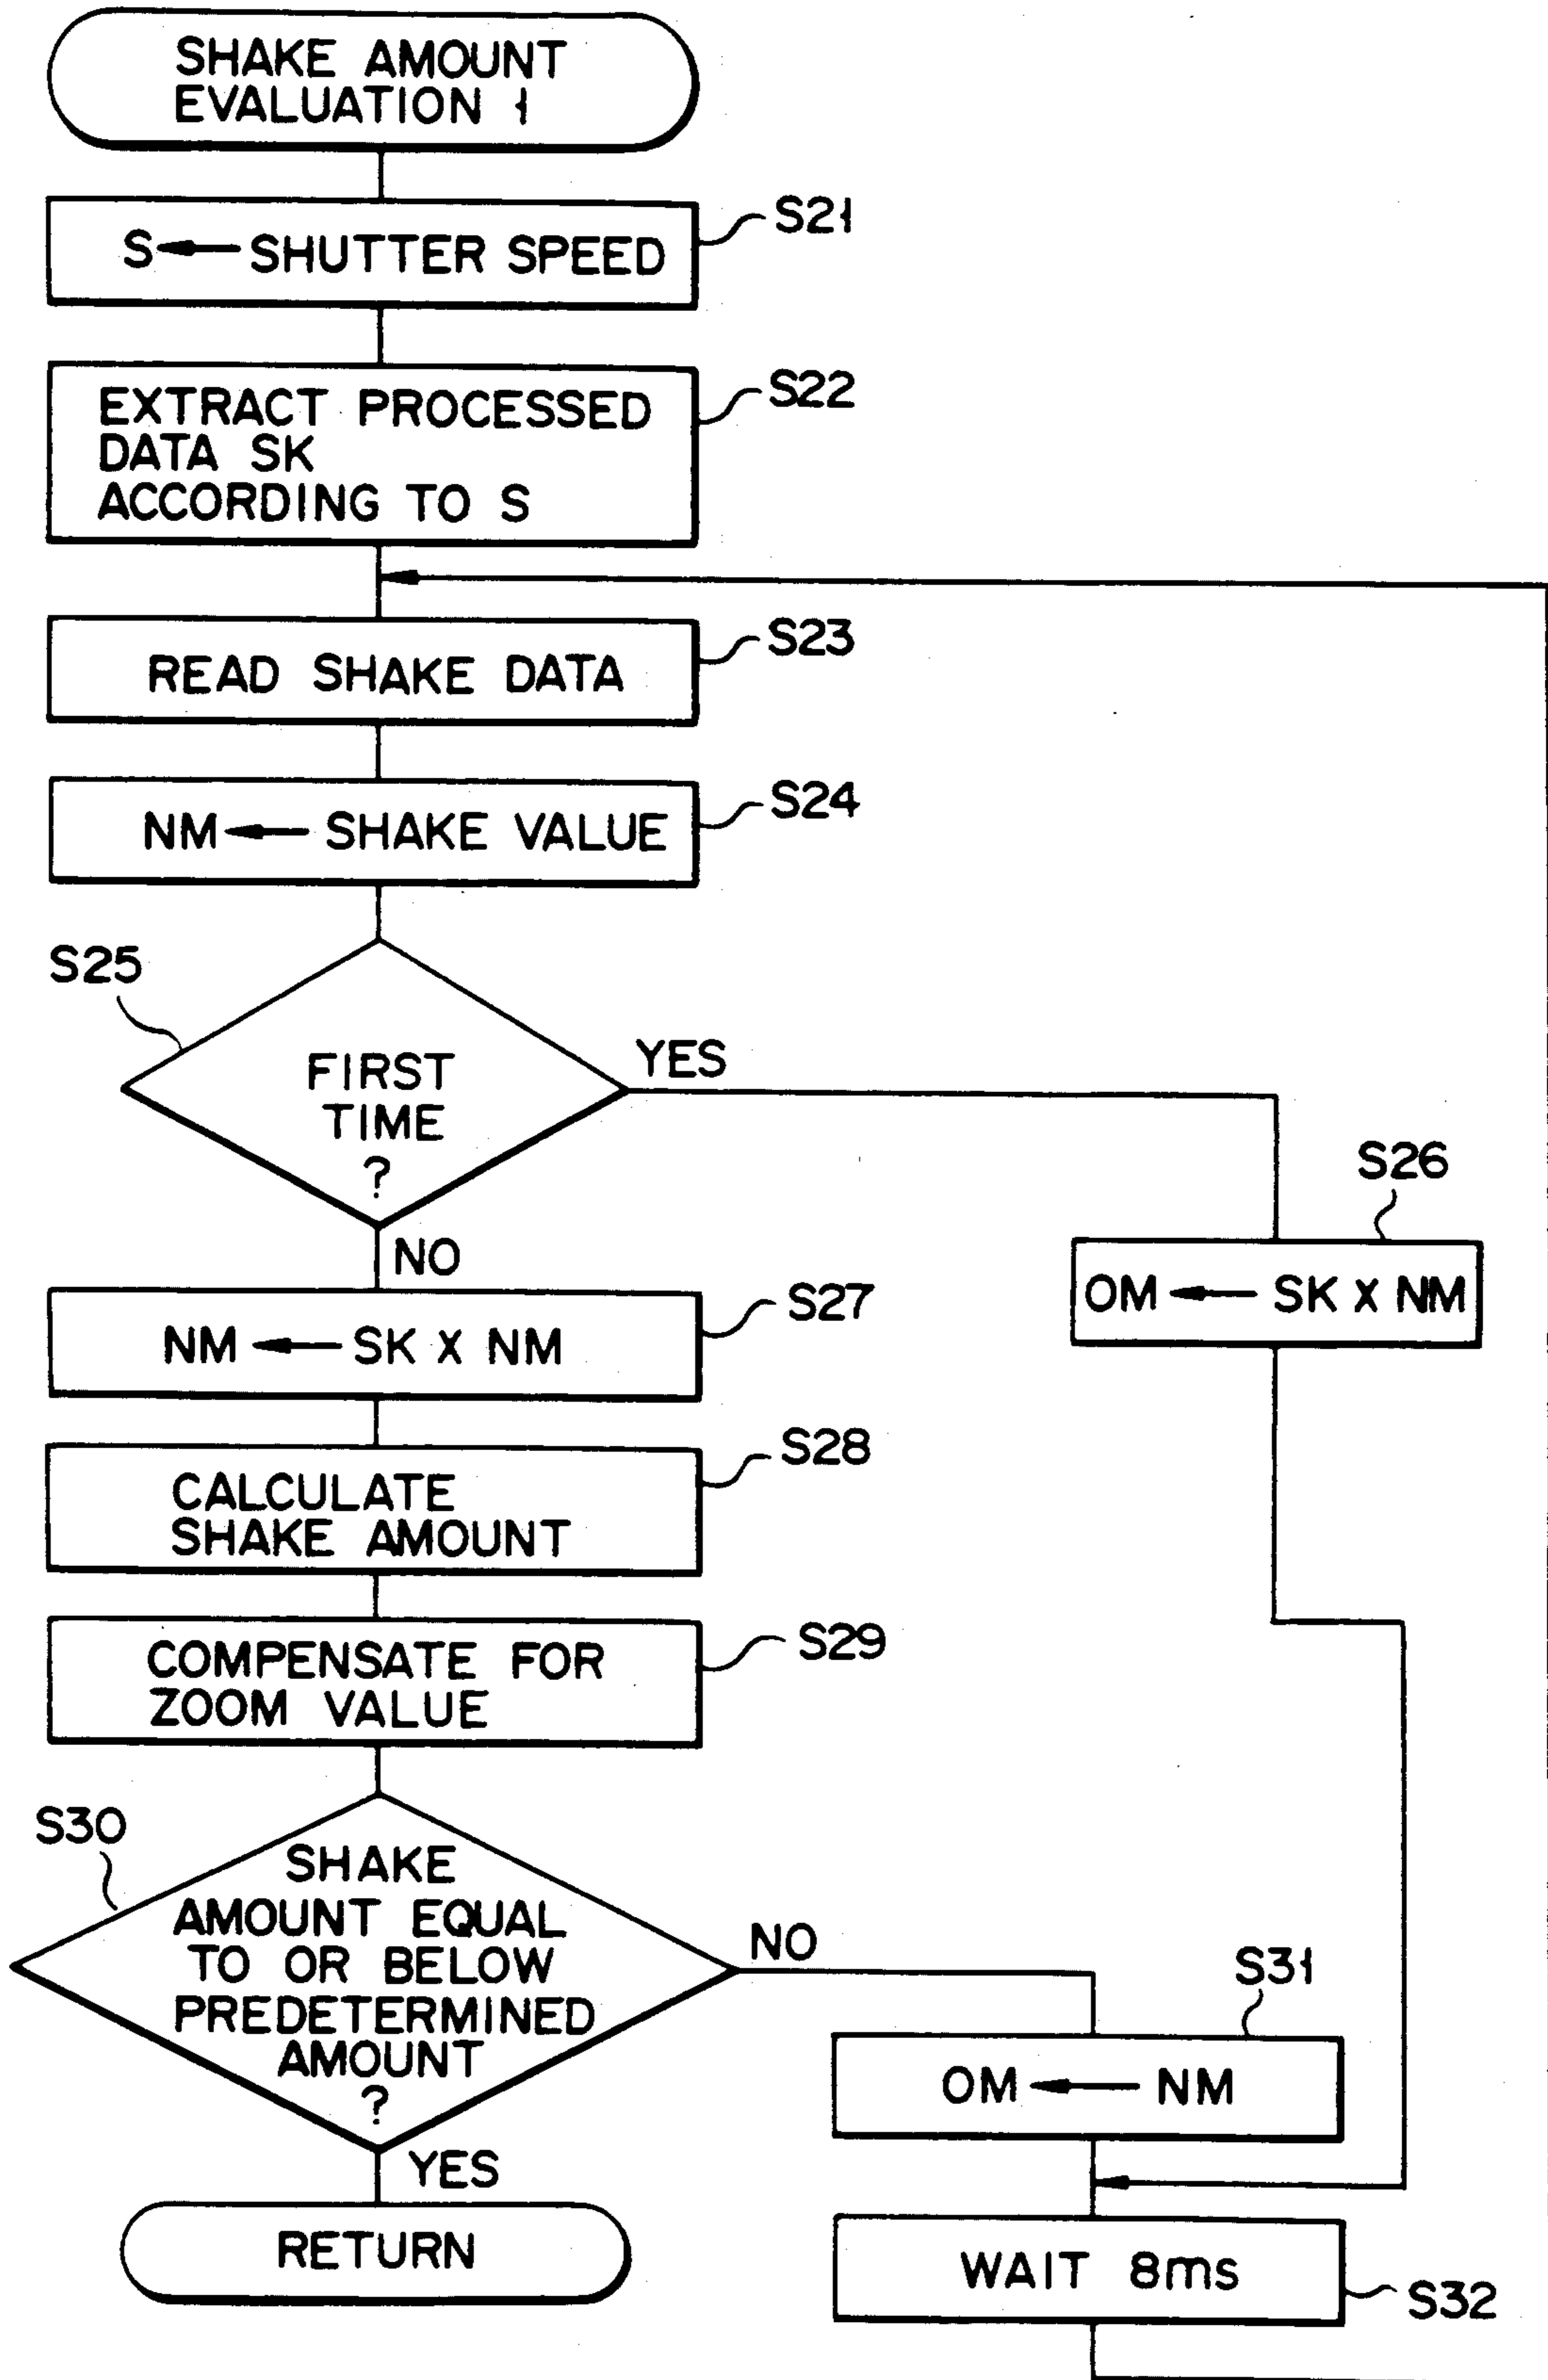 SHAKE AMOUNT
EVALUATION 1
S ← SHUTTER SPEED
S21
EXTRACT PROCESSED
DATA SK
ACCORDING TO S
S22
READ SHAKE DATA
S23
NM ← SHAKE VALUE
S24
S25
FIRST
TIME
?
YES
NO
S26
OM ← SK X NM
NM ← SK X NM
S27
CALCULATE
SHAKE AMOUNT
S28
COMPENSATE FOR
ZOOM VALUE
S29
S30
SHAKE
AMOUNT EQUAL
TO OR BELOW
PREDETERMINED
AMOUNT
?
NO
YES
S31
OM ← NM
RETURN
WAIT 8ms
S32